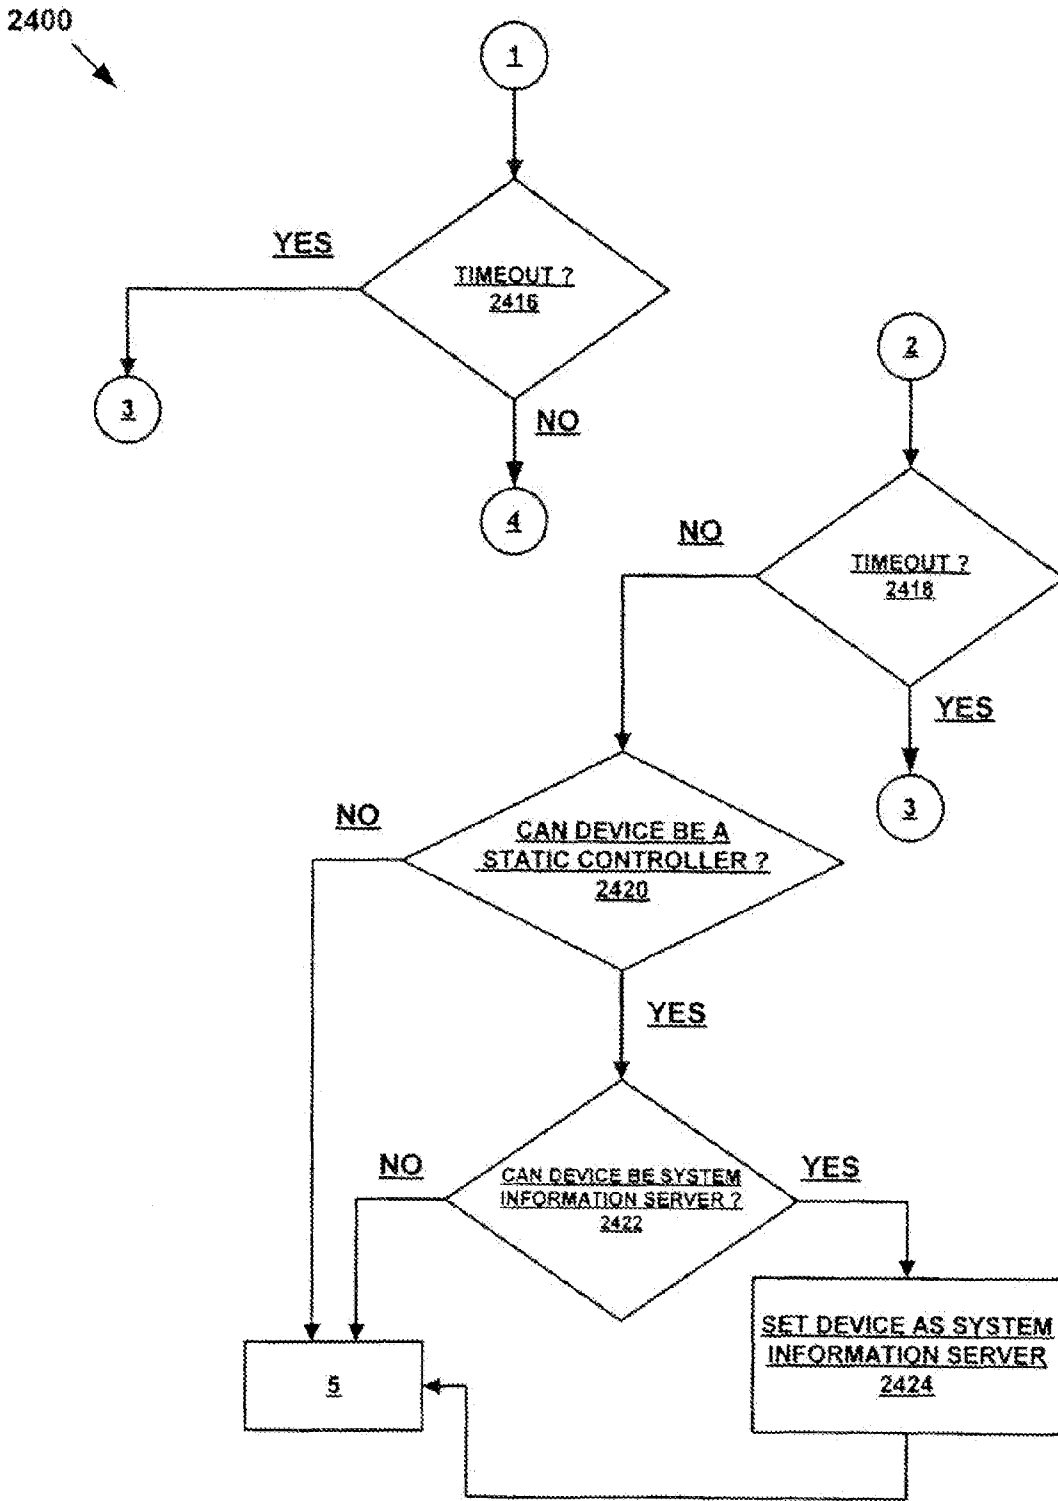 2400
1
YES
TIMEOUT ?
2416
3
NO
4
2
NO
TIMEOUT ?
2418
YES
3
NO
CAN DEVICE BE A
STATIC CONTROLLER ?
2420
YES
NO
CAN DEVICE BE SYSTEM
INFORMATION SERVER ?
2422
YES
SET DEVICE AS SYSTEM
INFORMATION SERVER
2424
5